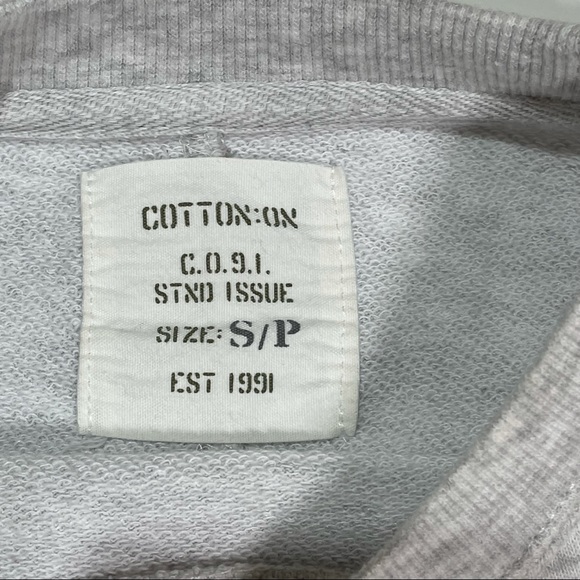 COTTON:ON
C.O.9.1.
STND ISSUE
SIZE: S/P
EST 1991